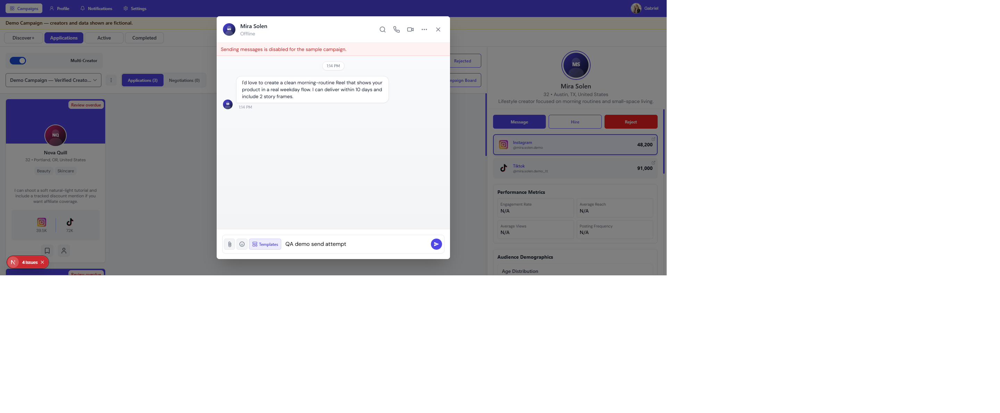 Campaigns
Profile
Notifications
Settings
Gabriel
Demo Campaign — creators and data shown are fictional.
Discover+
Applications
Active
Completed
Multi-Creator
Demo Campaign — Verified Creato...
Applications (3)
Negotiations (0)
Rejected
mpaign Board
Review overdue
NQ
Nova Quill
32 • Portland, OR, United States
Beauty
Skincare
I can shoot a soft natural-light tutorial and
include a tracked discount mention if you
want affiliate coverage.
39.5K
72K
N
4 Issues
Review overdue
MS
Mira Solen
Offline
Sending messages is disabled for the sample campaign.
1:14 PM
I'd love to create a clean morning-routine Reel that shows your
product in a real weekday flow. I can deliver within 10 days and
include 2 story frames.
MS
1:14 PM
Templates
QA demo send attempt
MS
Mira Solen
32 • Austin, TX, United States
Lifestyle creator focused on morning routines and small-space living.
Message
Hire
Reject
Instagram
@mira.solen.demo
48,200
Tiktok
@mira.solen.demo_tt
91,000
Performance Metrics
Engagement Rate
N/A
Average Reach
N/A
Average Views
N/A
Posting Frequency
N/A
Audience Demographics
Age Distribution